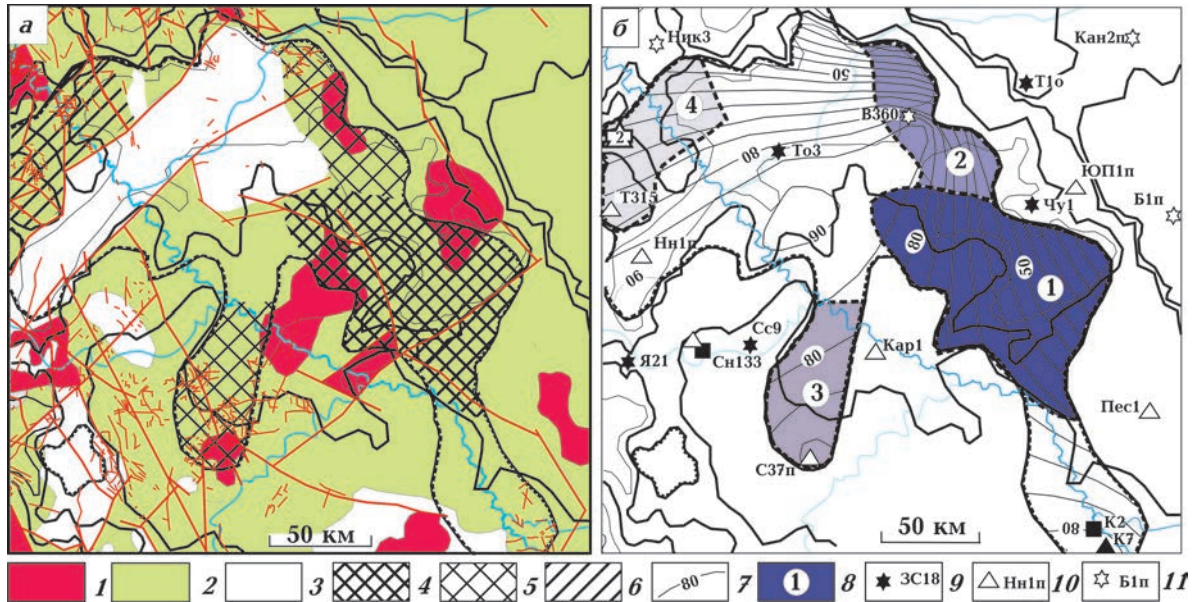 а
50 км
б
Ник3
Кан2п
Т1о
50
4
В360
2
То3
80
2
ЮП1п
Т315
Чу1
Б1п
Нн1п
90
80
90
50
1
Сс9
Я21
Сн133
80
Кар1
3
Пес1
С37п
50 км
80
К2
К7
1 2 3 4 5 80 6 7 1 8 ЗС18 9 Нн1п 10 Б1п 11